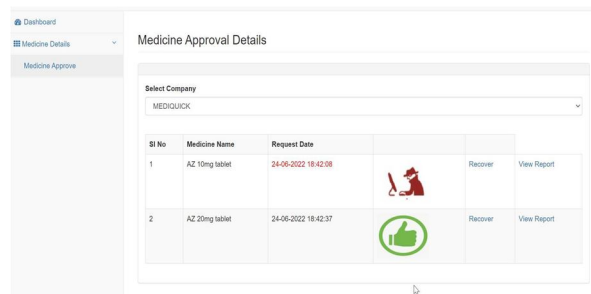 Dashboard
Medicine Details
Medicine Approve
Medicine Approval Details
Select Company
MEDIQUICK
SI No Medicine Name Request Date
1 AZ 10mg tablet 24-06-2022 18:42:08 Recover View Report
2 AZ 20mg tablet 24-06-2022 18:42:37 Recover View Report